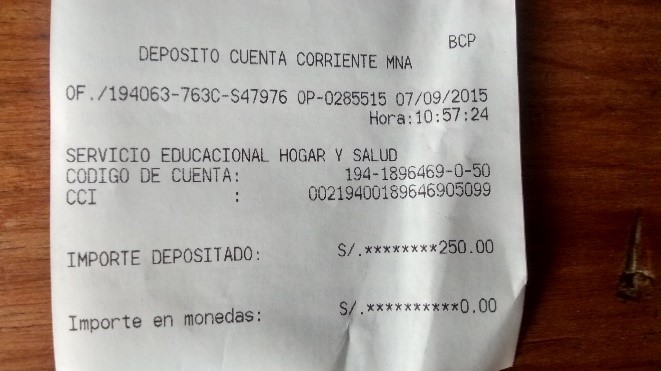 BCP
DEPOSITO CUENTA CORRIENTE MNA
OF./194063-763C-S47976 OP-0285515 07/09/2015
Hora:10:57:24
SERVICIO EDUCACIONAL HOGAR Y SALUD
CODIGO DE CUENTA: 194-1896469-0-50
CCI : 00219400189646905099
IMPORTE DEPOSITADO: S/.********250.00
Importe en monedas: S/.**********0.00